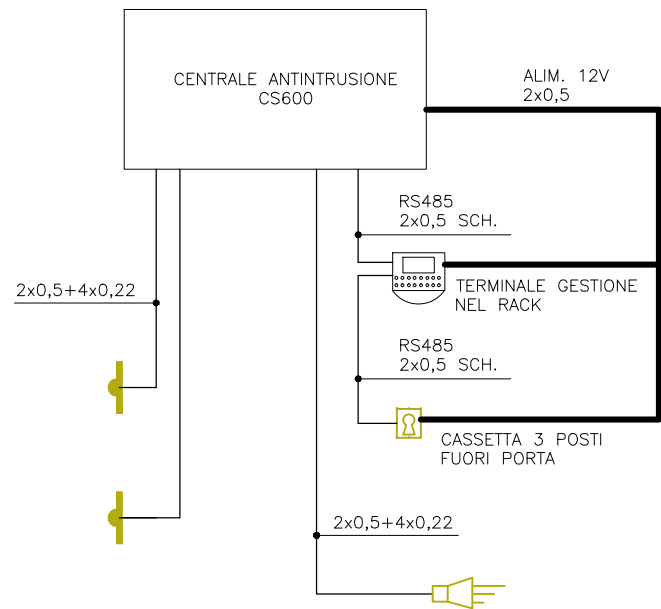 CENTRALE ANTINTRUSIONE
CS600
ALIM. 12V
2x0,5
RS485
2x0,5 SCH.
2x0,5+4x0,22
TERMINALE GESTIONE
NEL RACK
RS485
2x0,5 SCH.
CASSETTA 3 POSTI
FUORI PORTA
2x0,5+4x0,22